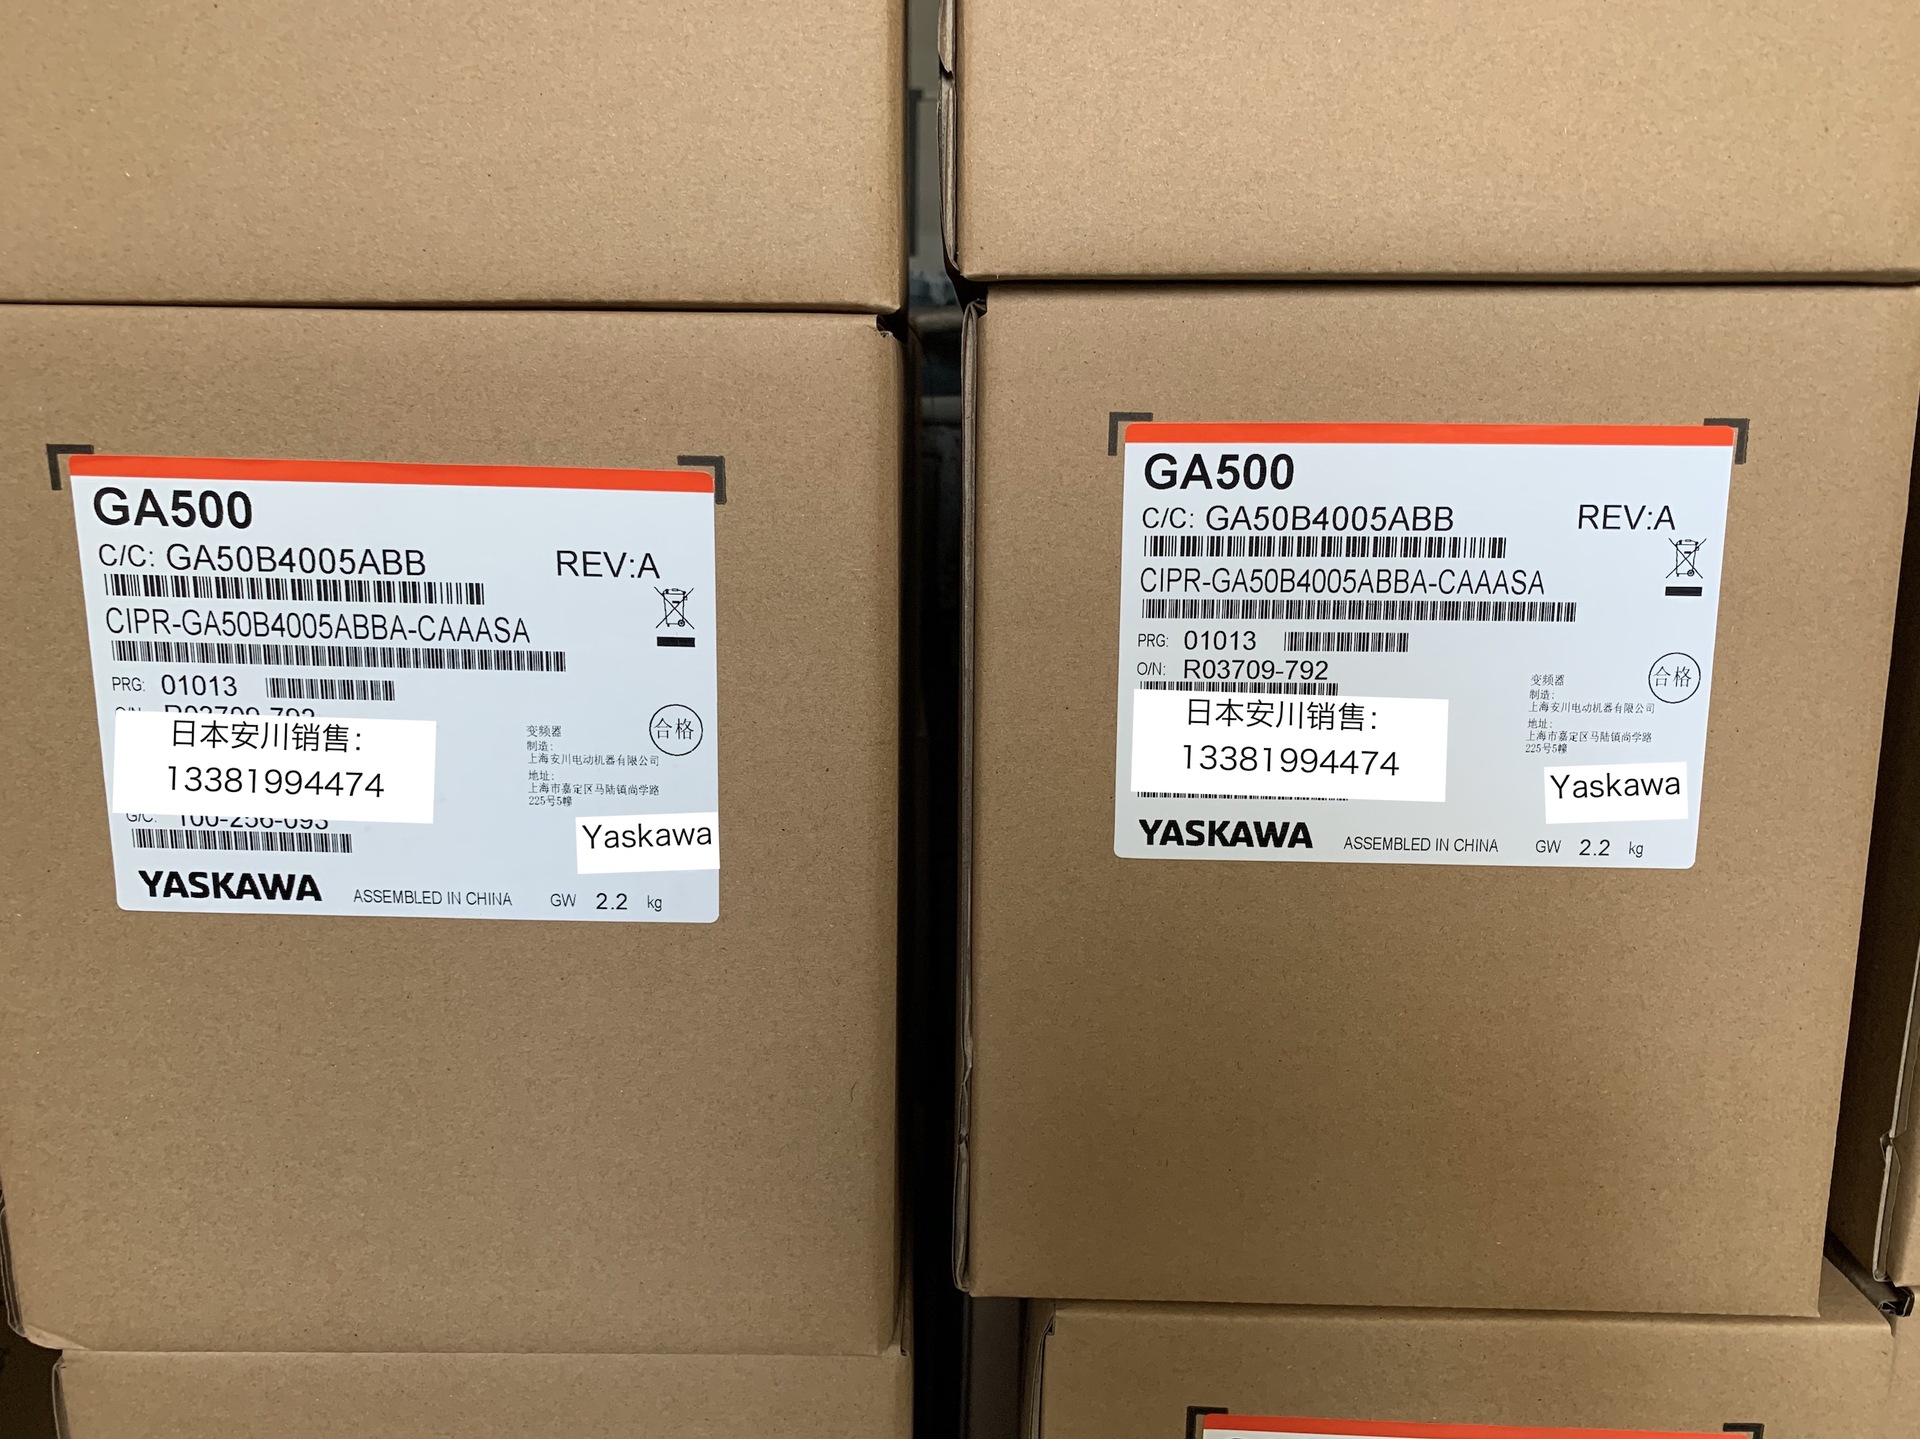 GA500
C/C: GA50B4005ABB
REV:A
CIPR-GA50B4005ABBA-CAAASA
PRG: 01013
O/N: R03709-792
日本安川销售：
13381994474
G/C: 100-256-093
变频器
制造：
上海安川电动机器有限公司
地址：
上海市嘉定区马陆镇尚学路
225号5幢
合格
Yaskawa
YASKAWA
ASSEMBLED IN CHINA
GW 2.2 kg
GA500
C/C: GA50B4005ABB
REV:A
CIPR-GA50B4005ABBA-CAAASA
PRG: 01013
O/N: R03709-792
日本安川销售：
13381994474
变频器
制造：
上海安川电动机器有限公司
地址：
上海市嘉定区马陆镇尚学路
225号5幢
合格
Yaskawa
YASKAWA
ASSEMBLED IN CHINA
GW 2.2 kg